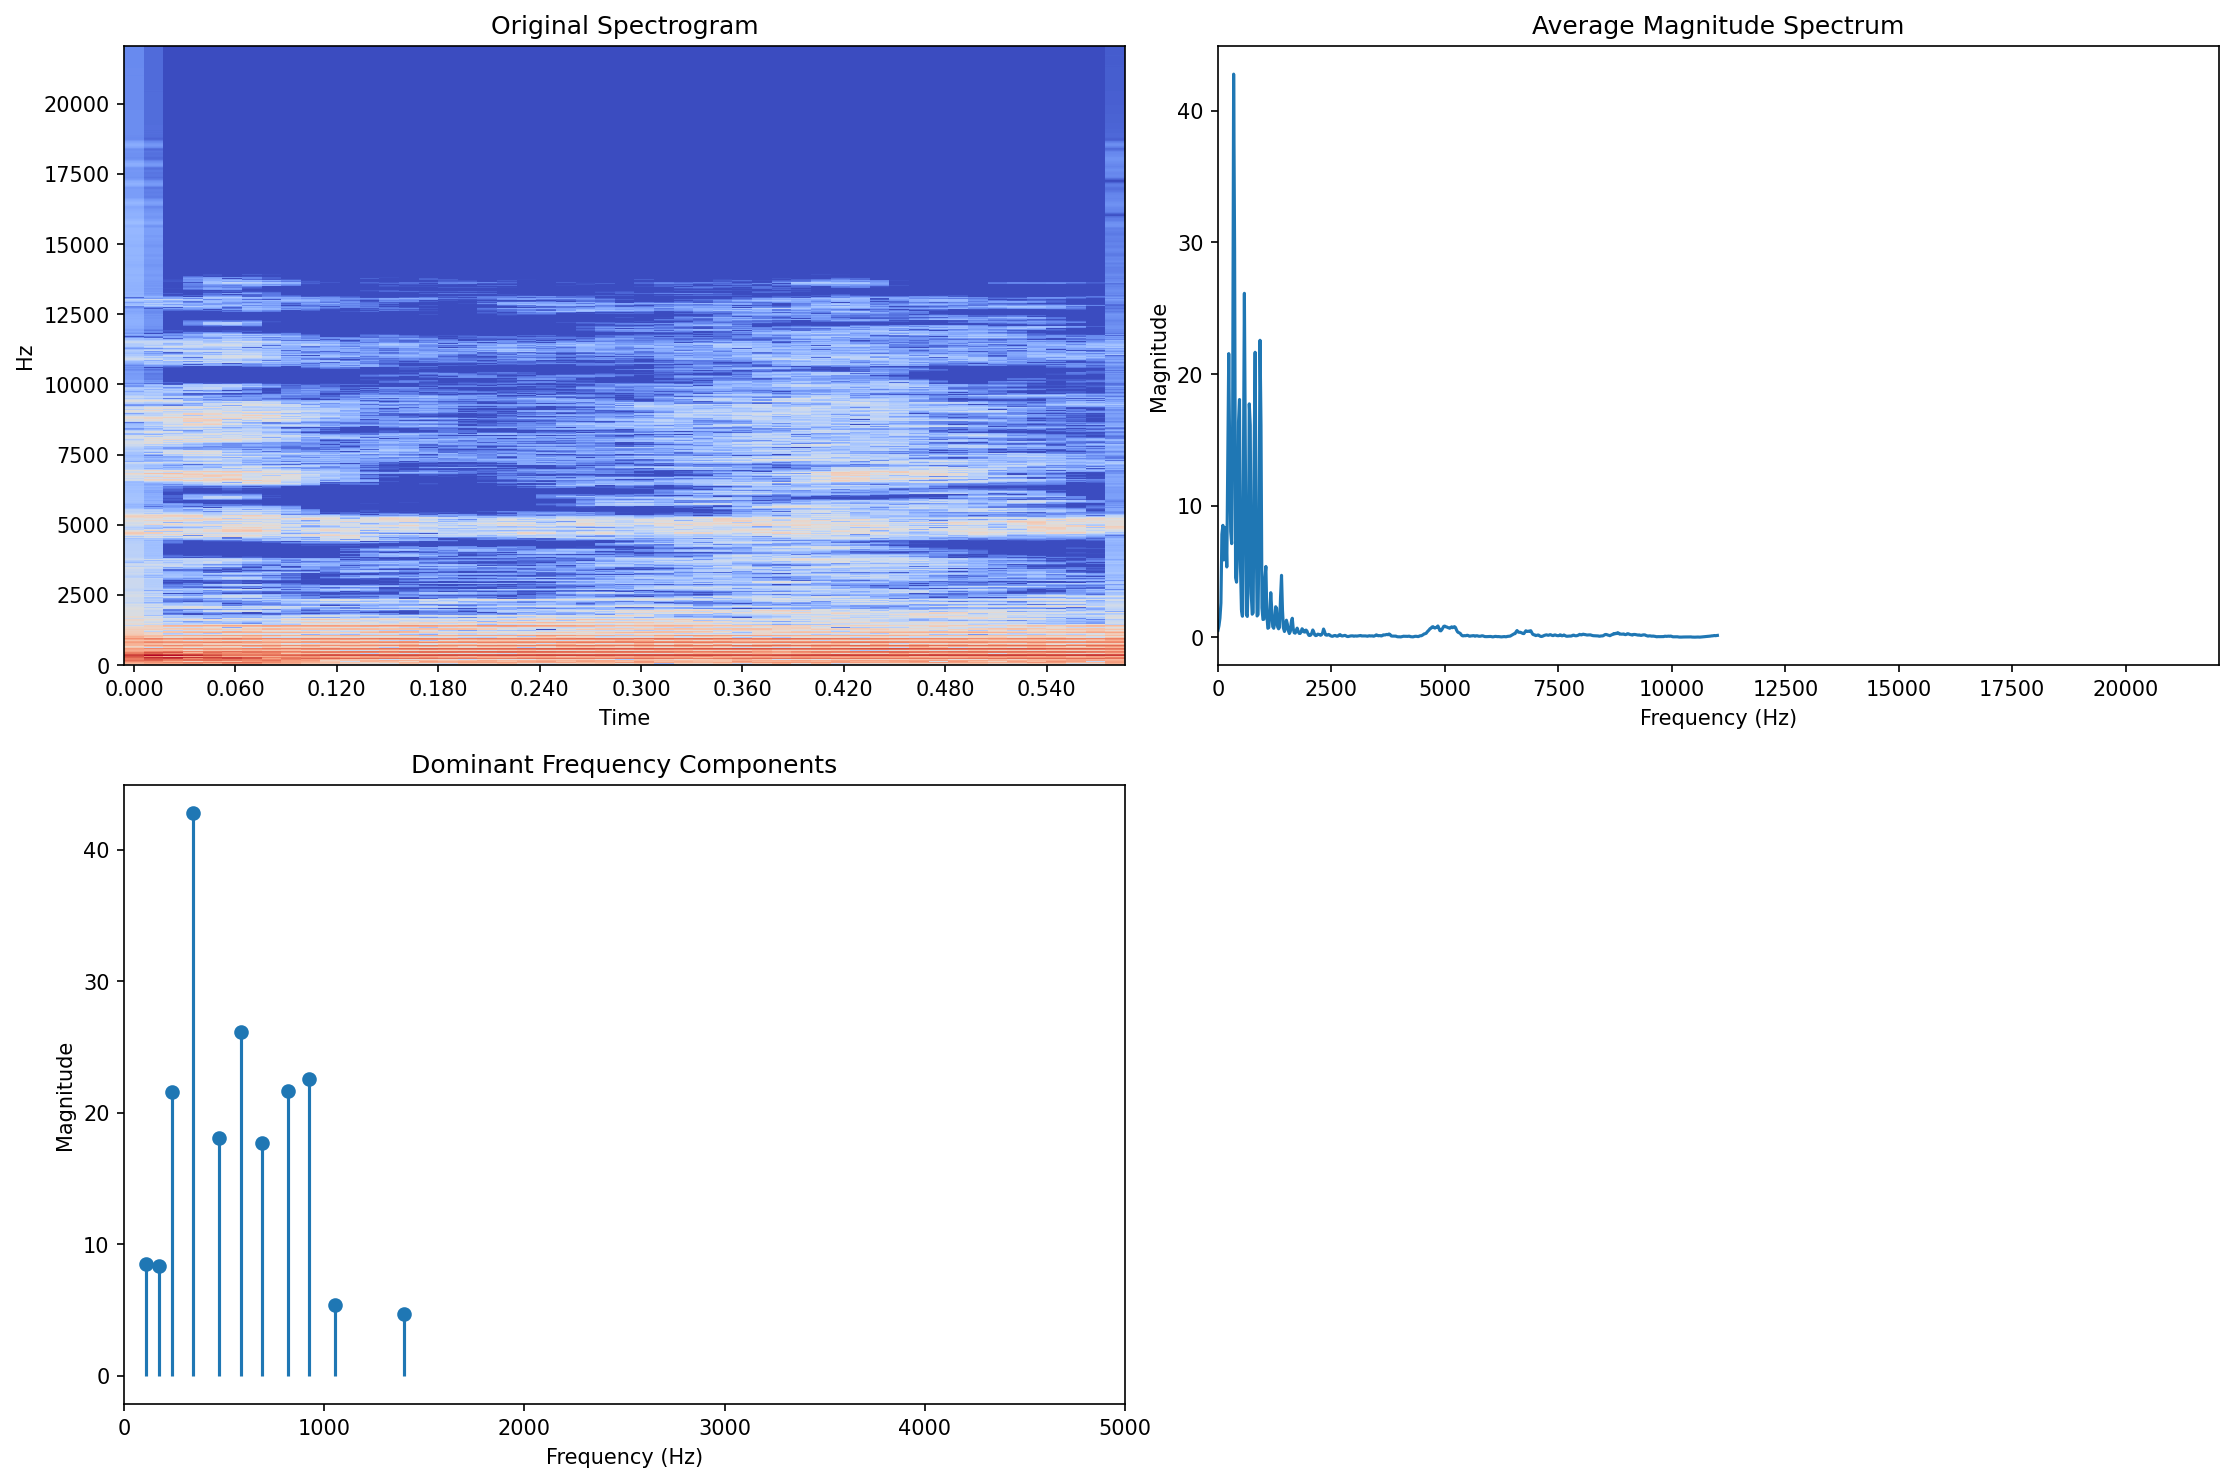 Original Spectrogram
20000
17500
15000
12500
10000
7500
5000
2500
0
Hz
0.000 0.060 0.120 0.180 0.240 0.300 0.360 0.420 0.480 0.540
Time
Average Magnitude Spectrum
40
30
20
10
0
Magnitude
0 2500 5000 7500 10000 12500 15000 17500 20000
Frequency (Hz)
Dominant Frequency Components
40
30
20
10
0
Magnitude
0 1000 2000 3000 4000 5000
Frequency (Hz)